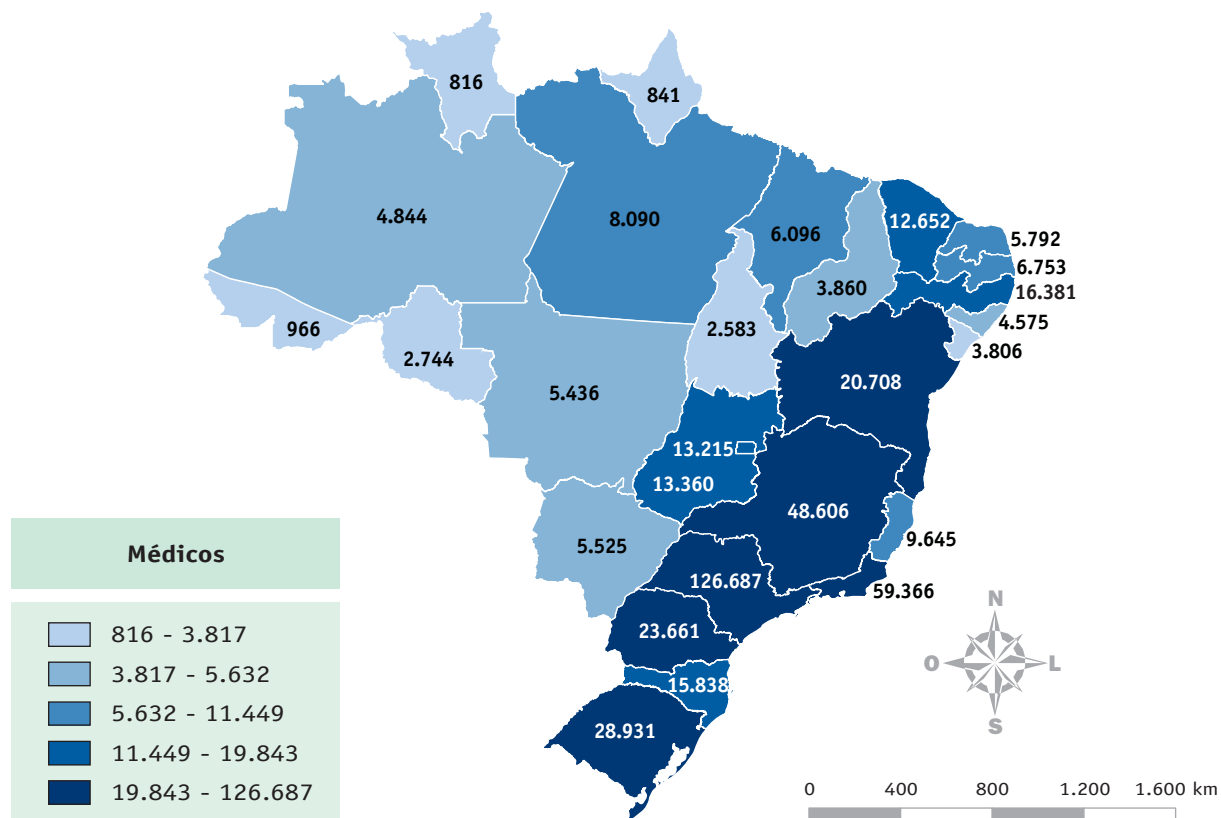 816
841
4.844
8.090
6.096
12.652
5.792
6.753
16.381
4.575
3.806
3.860
966
2.744
2.583
5.436
20.708
13.215
13.360
48.606
9.645
5.525
126.687
59.366
23.661
15.838
28.931
Médicos
816 - 3.817
3.817 - 5.632
5.632 - 11.449
11.449 - 19.843
19.843 - 126.687
N
O L
S
0 400 800 1.200 1.600 km